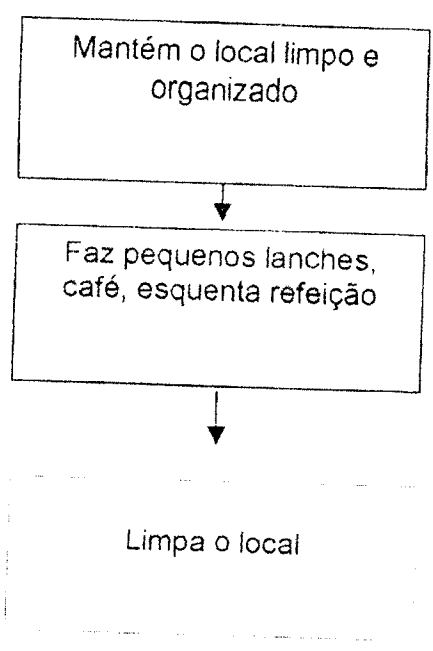 Mantém o local limpo e
organizado
Faz pequenos lanches,
café, esquenta refeição
Limpa o local